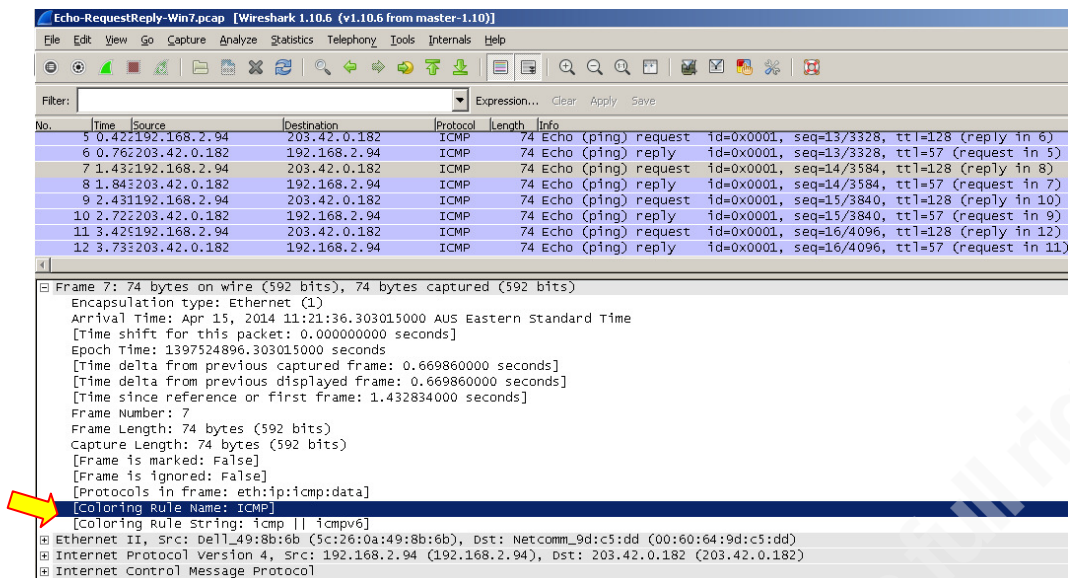 Echo-RequestReply-Win7.pcap [Wireshark 1.10.6 (v1.10.6 from master-1.10)]
File Edit View Go Capture Analyze Statistics Telephony Tools Internals Help
Filter: Expression... Clear Apply Save
No. Time Source Destination Protocol Length Info
5 0.422192.168.2.94 203.42.0.182 ICMP 74 Echo (ping) request id=0x0001, seq=13/3328, ttl=128 (reply in 6)
6 0.762203.42.0.182 192.168.2.94 ICMP 74 Echo (ping) reply id=0x0001, seq=13/3328, ttl=57 (request in 5)
7 1.432192.168.2.94 203.42.0.182 ICMP 74 Echo (ping) request id=0x0001, seq=14/3584, ttl=128 (reply in 8)
8 1.843203.42.0.182 192.168.2.94 ICMP 74 Echo (ping) reply id=0x0001, seq=14/3584, ttl=57 (request in 7)
9 2.431192.168.2.94 203.42.0.182 ICMP 74 Echo (ping) request id=0x0001, seq=15/3840, ttl=128 (reply in 10)
10 2.722203.42.0.182 192.168.2.94 ICMP 74 Echo (ping) reply id=0x0001, seq=15/3840, ttl=57 (request in 9)
11 3.429192.168.2.94 203.42.0.182 ICMP 74 Echo (ping) request id=0x0001, seq=16/4096, ttl=128 (reply in 12)
12 3.733203.42.0.182 192.168.2.94 ICMP 74 Echo (ping) reply id=0x0001, seq=16/4096, ttl=57 (request in 11)
Frame 7: 74 bytes on wire (592 bits), 74 bytes captured (592 bits)
Encapsulation type: Ethernet (1)
Arrival Time: Apr 15, 2014 11:21:36.303015000 AUS Eastern Standard Time
[Time shift for this packet: 0.000000000 seconds]
Epoch Time: 1397524896.303015000 seconds
[Time delta from previous captured frame: 0.669860000 seconds]
[Time delta from previous displayed frame: 0.669860000 seconds]
[Time since reference or first frame: 1.432834000 seconds]
Frame Number: 7
Frame Length: 74 bytes (592 bits)
Capture Length: 74 bytes (592 bits)
[Frame is marked: False]
[Frame is ignored: False]
[Protocols in frame: eth:ip:icmp:data]
[Coloring Rule Name: ICMP]
[Coloring Rule String: icmp || icmpv6]
Ethernet II, Src: Dell_49:8b:6b (5c:26:0a:49:8b:6b), Dst: Netcomm_9d:c5:dd (00:60:64:9d:c5:dd)
Internet Protocol Version 4, Src: 192.168.2.94 (192.168.2.94), Dst: 203.42.0.182 (203.42.0.182)
Internet Control Message Protocol
full